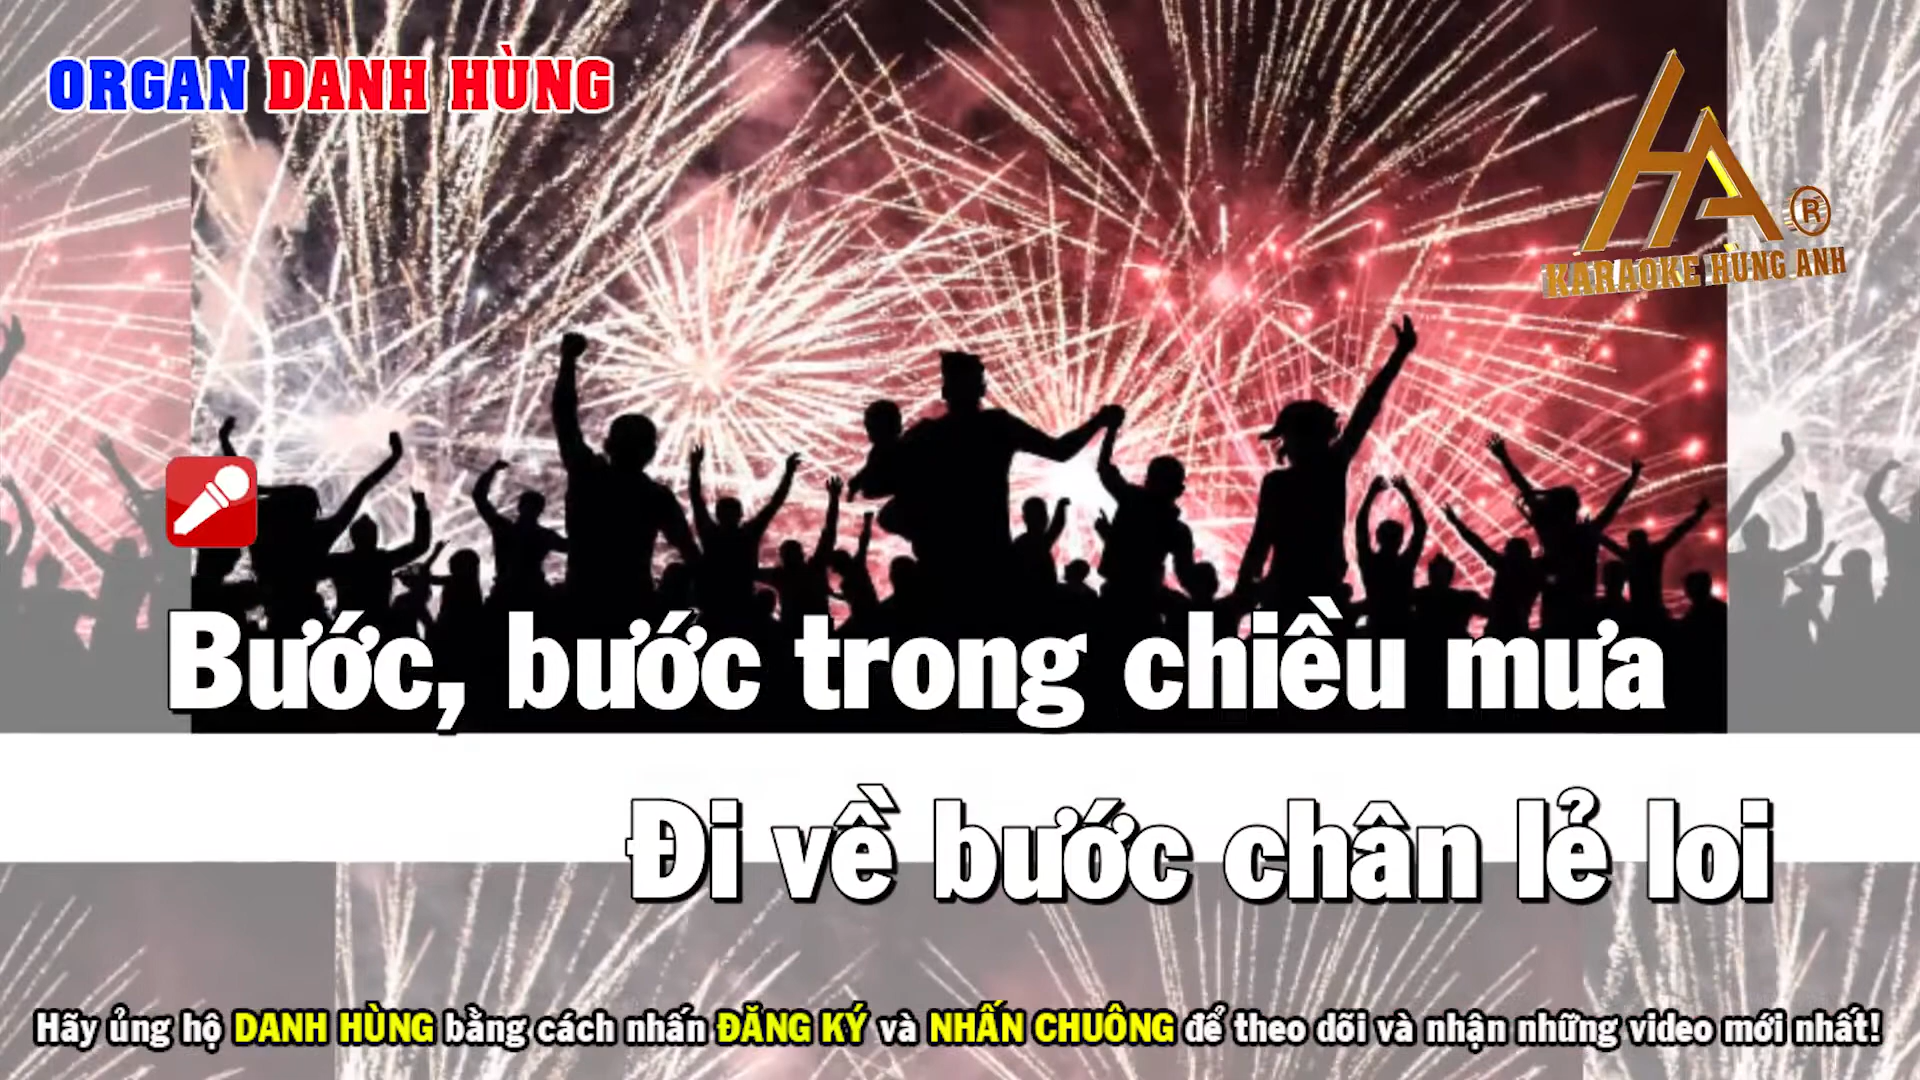 ORGAN DANH HÙNG
HA ®
KARAOKE HÙNG ANH
Bước, bước trong chiều mưa
Đi về bước chân lẻ loi
Hãy ủng hộ DANH HÙNG bằng cách nhấn ĐĂNG KÝ và NHẤN CHUÔNG để theo dõi và nhận những video mới nhất!